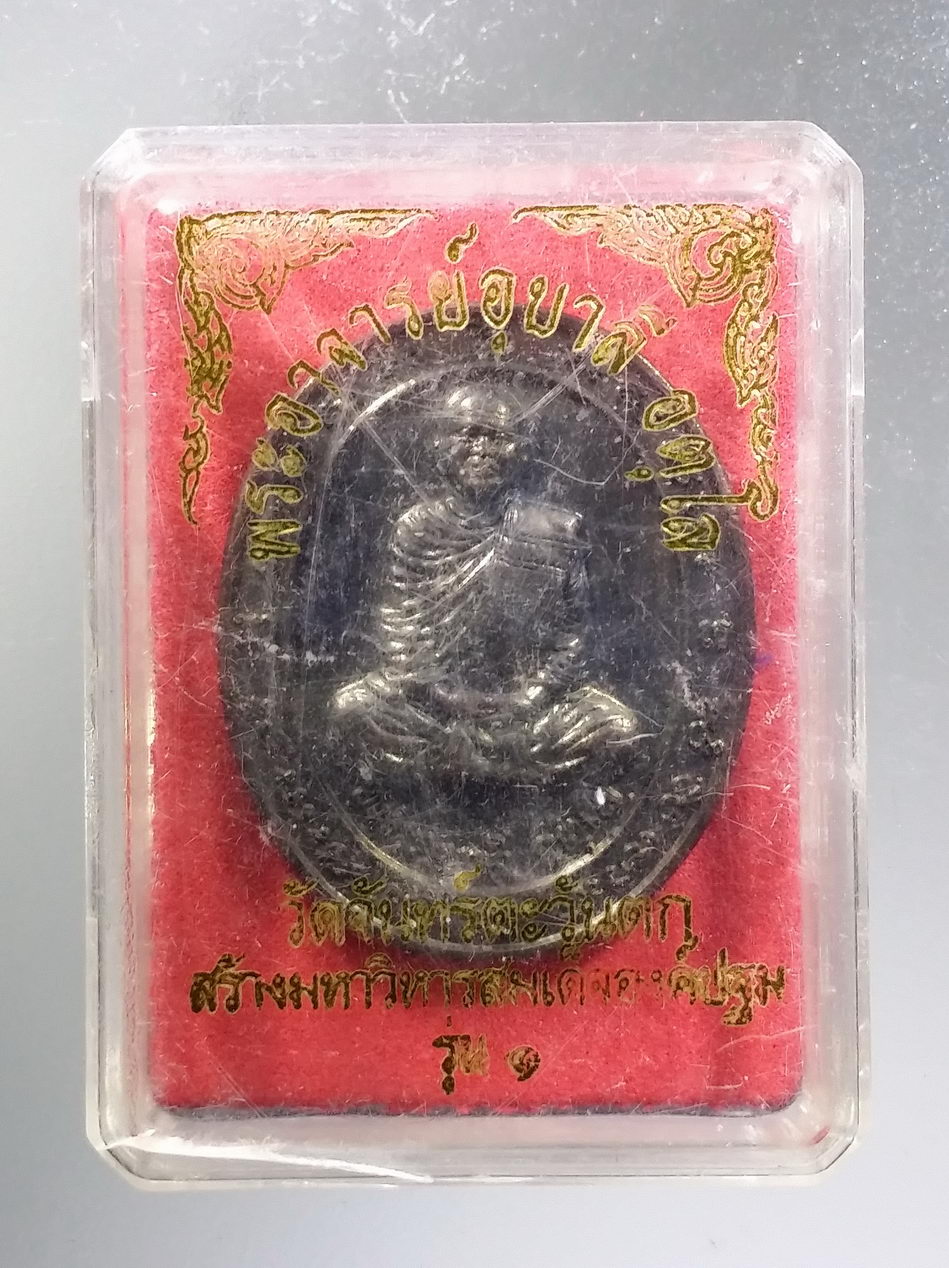 พระอาจารย์อุบาลี อตุโล
วัดจันทร์ตะวันตก
สร้างมหาวิหารสมเด็จองค์ปฐม
รุ่น ๑